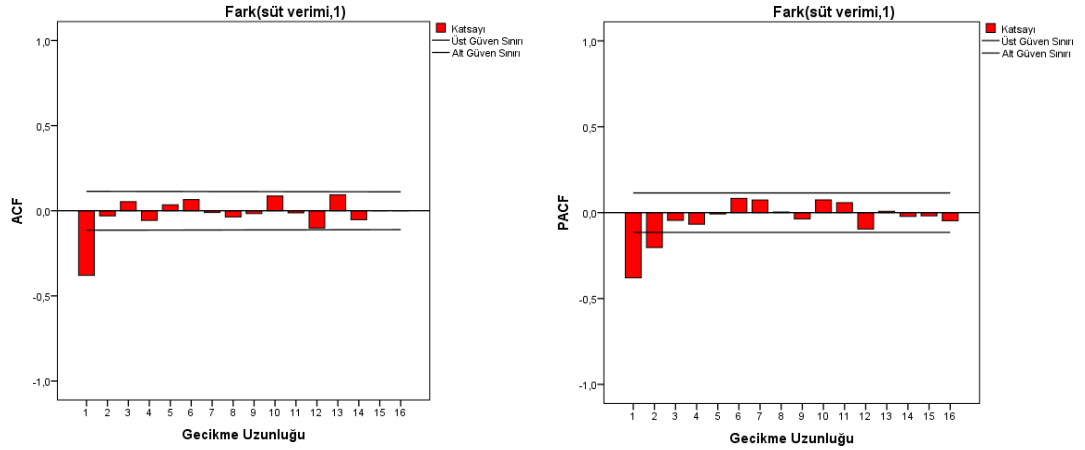 Fark(süt verimi,1)
1,0
0,5
0,0
-0,5
-1,0
ACF
1 2 3 4 5 6 7 8 9 10 11 12 13 14 15 16
Gecikme Uzunluğu
Katsayı
Üst Güven Sınırı
Alt Güven Sınırı
Fark(süt verimi,1)
1,0
0,5
0,0
-0,5
-1,0
PACF
1 2 3 4 5 6 7 8 9 10 11 12 13 14 15 16
Gecikme Uzunluğu
Katsayı
Üst Güven Sınırı
Alt Güven Sınırı